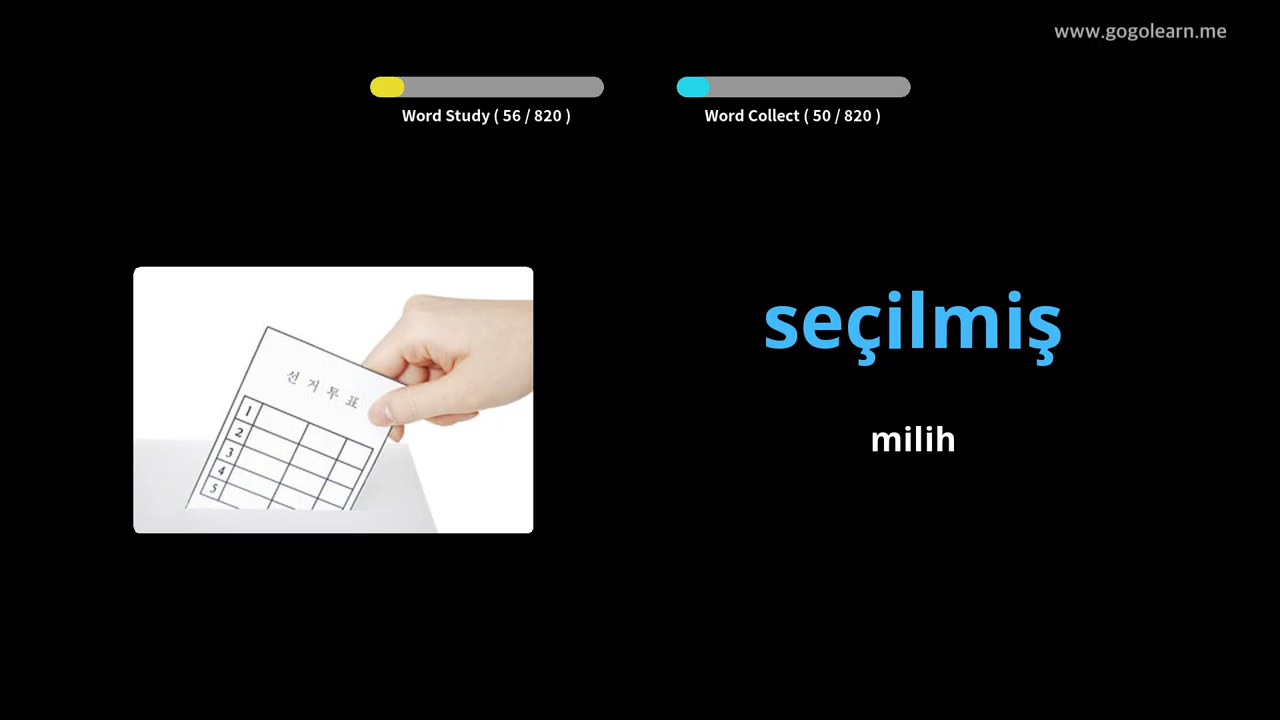 www.gogolearn.me
Word Study ( 56 / 820 )
Word Collect ( 50 / 820 )
선거투표
1
2
3
4
5
seçilmiş
milih